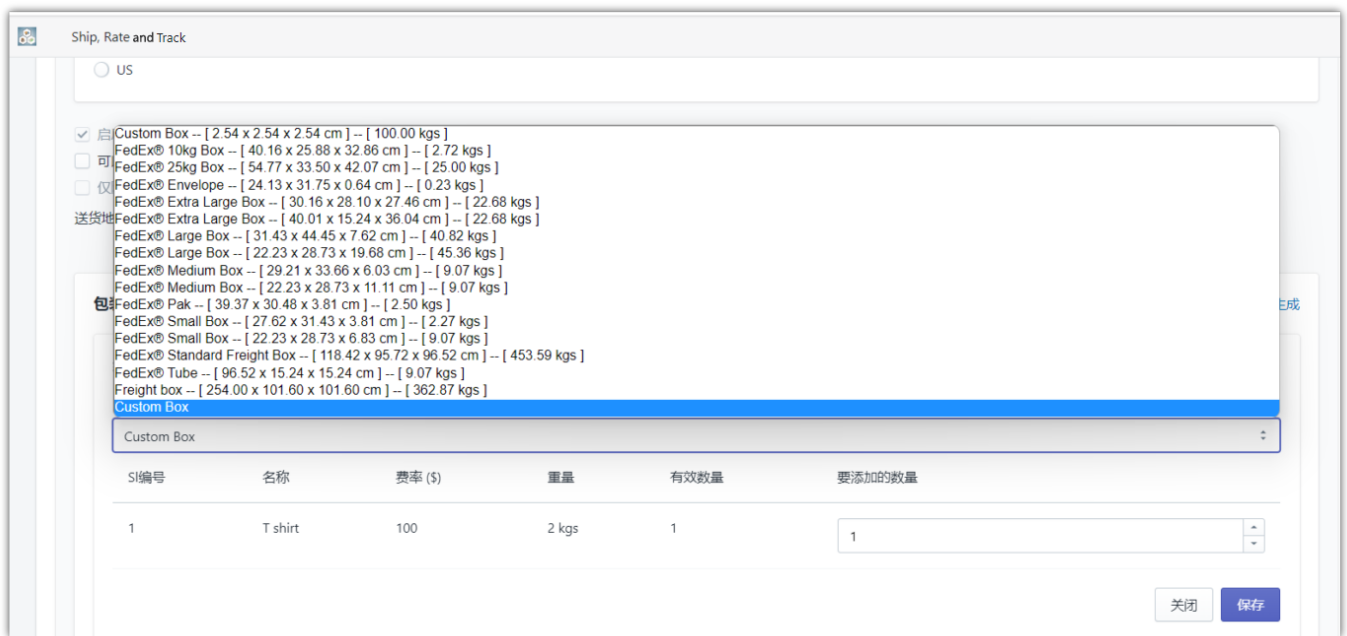 Ship, Rate and Track
US
启
Custom Box -- [ 2.54 x 2.54 x 2.54 cm ] -- [ 100.00 kgs ]
可
FedEx® 10kg Box -- [ 40.16 x 25.88 x 32.86 cm ] -- [ 2.72 kgs ]
FedEx® 25kg Box -- [ 54.77 x 33.50 x 42.07 cm ] -- [ 25.00 kgs ]
仅
FedEx® Envelope -- [ 24.13 x 31.75 x 0.64 cm ] -- [ 0.23 kgs ]
FedEx® Extra Large Box -- [ 30.16 x 28.10 x 27.46 cm ] -- [ 22.68 kgs ]
送货地
FedEx® Extra Large Box -- [ 40.01 x 15.24 x 36.04 cm ] -- [ 22.68 kgs ]
FedEx® Large Box -- [ 31.43 x 44.45 x 7.62 cm ] -- [ 40.82 kgs ]
FedEx® Large Box -- [ 22.23 x 28.73 x 19.68 cm ] -- [ 45.36 kgs ]
FedEx® Medium Box -- [ 29.21 x 33.66 x 6.03 cm ] -- [ 9.07 kgs ]
FedEx® Medium Box -- [ 22.23 x 28.73 x 11.11 cm ] -- [ 9.07 kgs ]
包
FedEx® Pak -- [ 39.37 x 30.48 x 3.81 cm ] -- [ 2.50 kgs ]
生成
FedEx® Small Box -- [ 27.62 x 31.43 x 3.81 cm ] -- [ 2.27 kgs ]
FedEx® Small Box -- [ 22.23 x 28.73 x 6.83 cm ] -- [ 9.07 kgs ]
FedEx® Standard Freight Box -- [ 118.42 x 95.72 x 96.52 cm ] -- [ 453.59 kgs ]
FedEx® Tube -- [ 96.52 x 15.24 x 15.24 cm ] -- [ 9.07 kgs ]
Freight box -- [ 254.00 x 101.60 x 101.60 cm ] -- [ 362.87 kgs ]
Custom Box
Custom Box
SI编号 名称 费率 ($) 重量 有效数量 要添加的数量
1 T shirt 100 2 kgs 1 1
关闭 保存